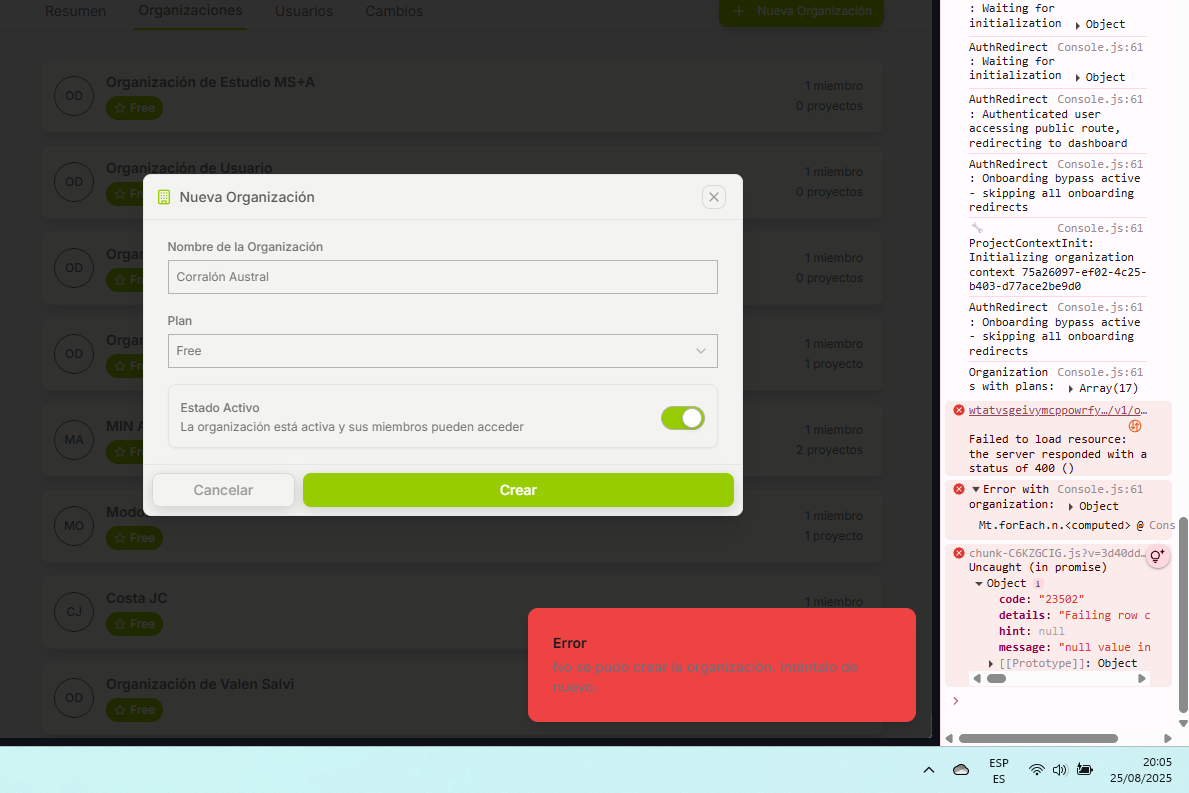 Resumen
Organizaciones
Usuarios
Cambios
+ Nueva Organización
OD
Organización de Estudio MS+A
Free
1 miembro
0 proyectos
OD
Organización de Usuario
1 miembro
0 proyectos
OD
1 miembro
0 proyectos
OD
1 miembro
1 proyecto
MA
MIN
1 miembro
2 proyectos
MO
Free
1 miembro
1 proyecto
CJ
Costa JC
Free
1 miembro
OD
Organización de Valen Salvi
Free
Nueva Organización
Nombre de la Organización
Corralón Austral
Plan
Free
Estado Activo
La organización está activa y sus miembros pueden acceder
Cancelar
Crear
Error
No se pudo crear la organización. Inténtalo de
nuevo.
: Waiting for
initialization Object
AuthRedirect Console.js:61
: Waiting for
initialization Object
AuthRedirect Console.js:61
: Authenticated user
accessing public route,
redirecting to dashboard
AuthRedirect Console.js:61
: Onboarding bypass active
- skipping all onboarding
redirects
Console.js:61
ProjectContextInit:
Initializing organization
context 75a26097-ef02-4c25-
b403-d77ace2be9d0
AuthRedirect Console.js:61
: Onboarding bypass active
- skipping all onboarding
redirects
Organization Console.js:61
s with plans: Array(17)
wtatvsgeivymcppowrfy…/v1/o…
Failed to load resource:
the server responded with a
status of 400 ()
Error with Console.js:61
organization: Object
Mt.forEach.n.<computed> @ Cons
chunk-C6KZGCIG.js?v=3d40dd…
Uncaught (in promise)
Object i
code: "23502"
details: "Failing row c
hint: null
message: "null value in
[[Prototype]]: Object
ESP
ES
20:05
25/08/2025